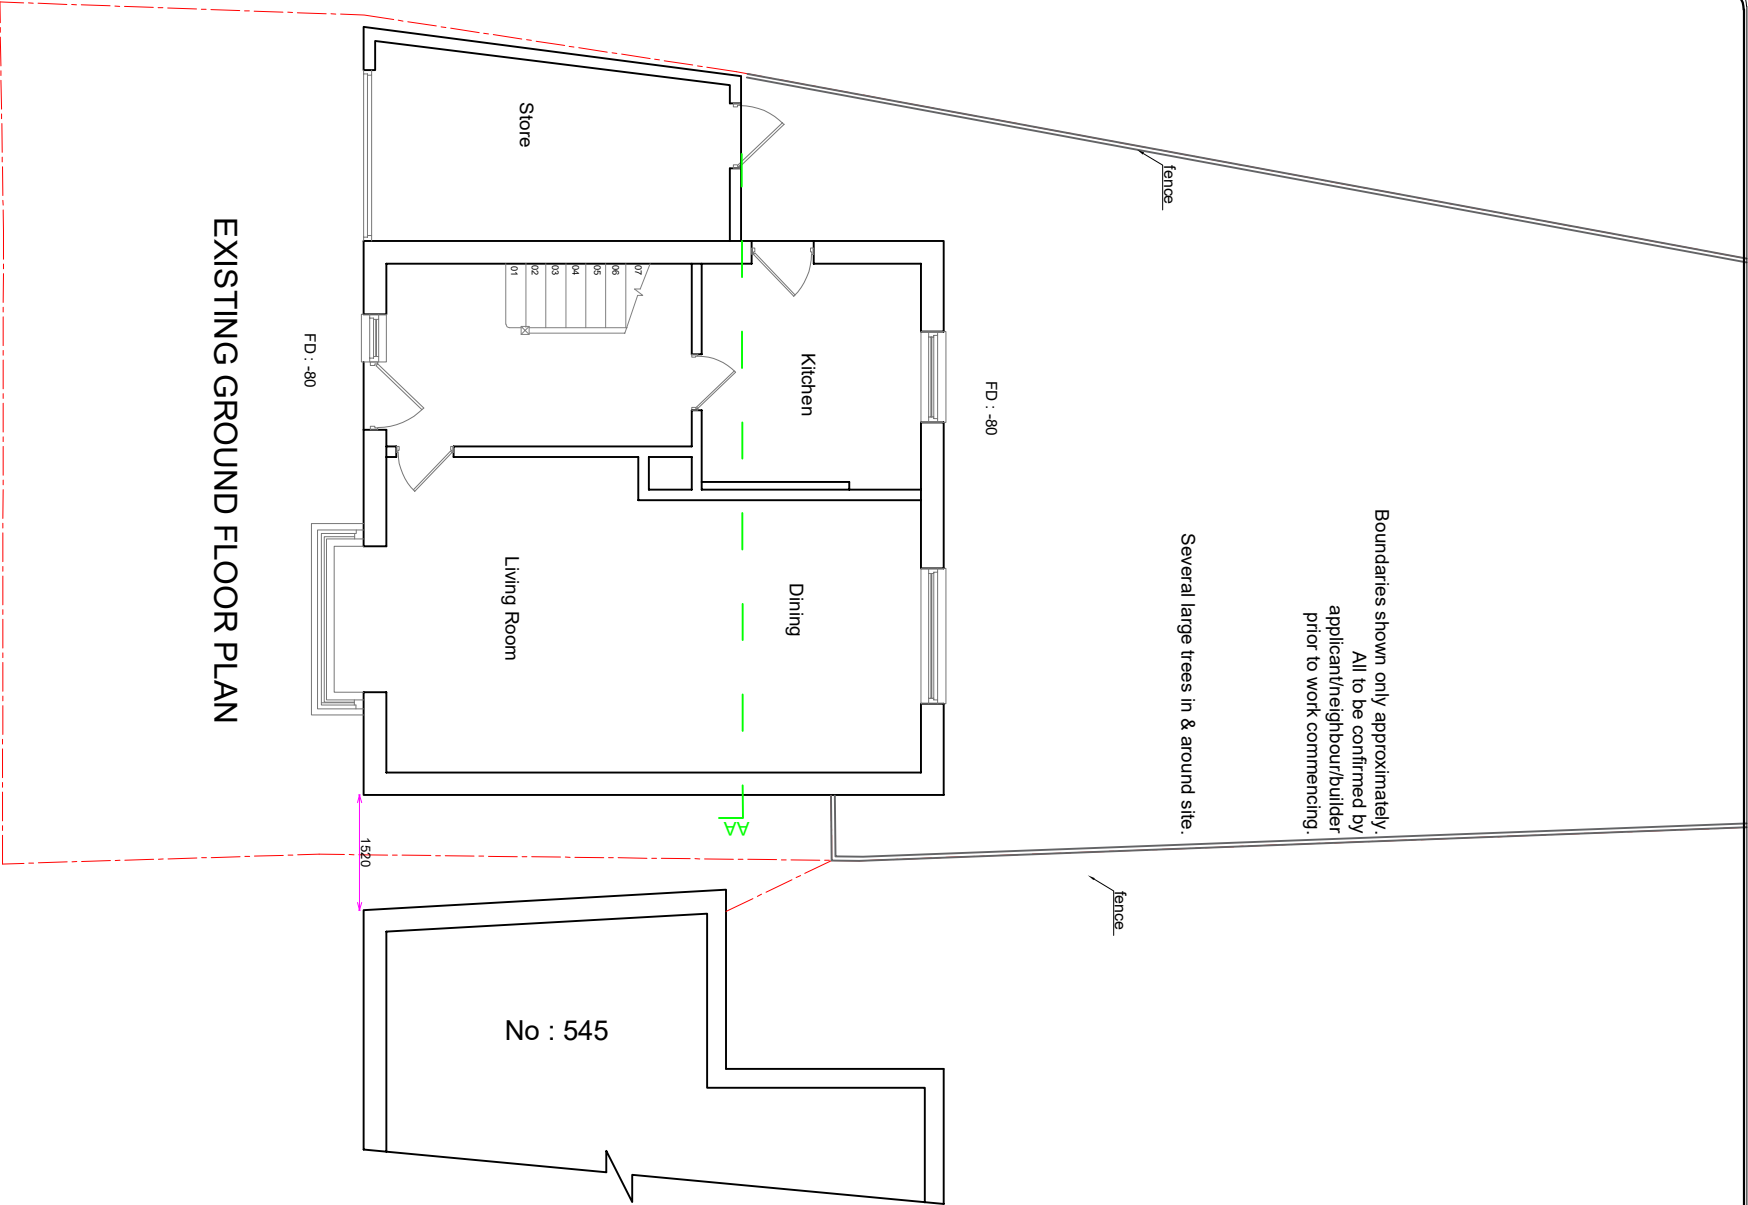 Boundaries shown only approximately.
All to be confirmed by
applicant/neighbour/builder
prior to work commencing.
Several large trees in & around site.
fence
fence
FD : -80
Kitchen
Dining
Store
Living Room
01
02
03
04
05
06
07
AA
FD : -80
1520
No : 545
EXISTING GROUND FLOOR PLAN